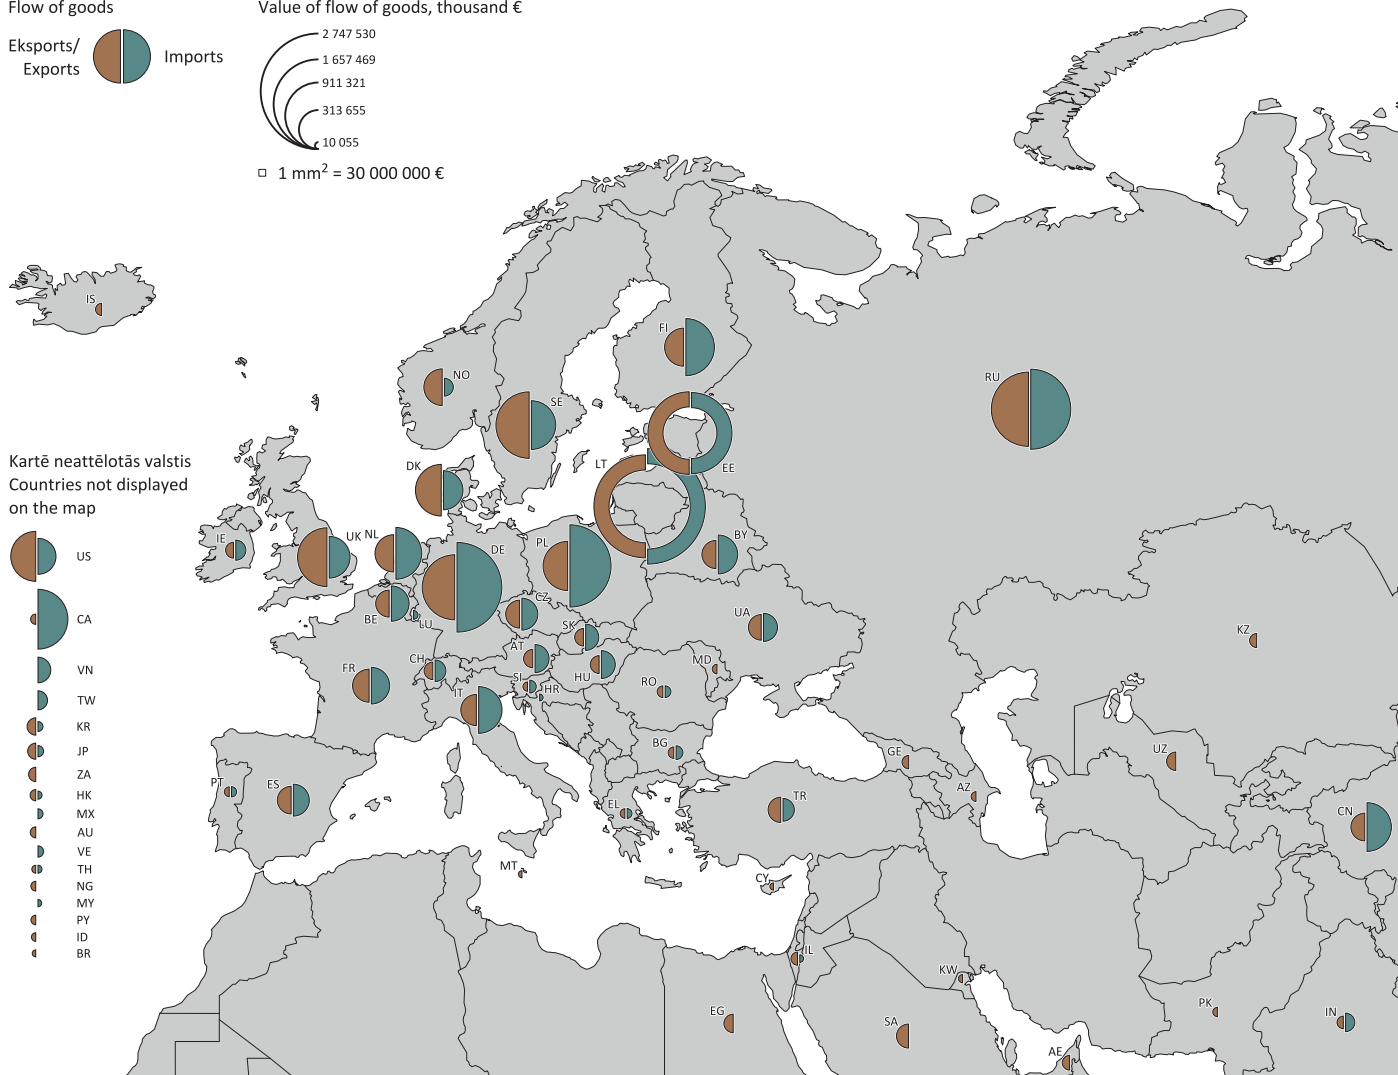 Flow of goods
Eksports/
Exports
Imports
Value of flow of goods, thousand €
2 747 530
1 657 469
911 321
313 655
10 055
1 mm² = 30 000 000 €
IS
FI
NO
SE
RU
LT
EE
DK
Kartē neattēlotās valstis
Countries not displayed
on the map
US
CA
VN
TW
KR
JP
ZA
HK
MX
AU
VE
TH
NG
MY
PY
ID
BR
IE
UK
NL
DE
PL
BY
BE
LU
CZ
UA
SK
KZ
AT
CH
FR
HU
MD
SI
HR
RO
IT
BG
GE
UZ
PT
ES
EL
TR
AZ
CN
MT
CY
IL
KW
EG
SA
PK
IN
AE